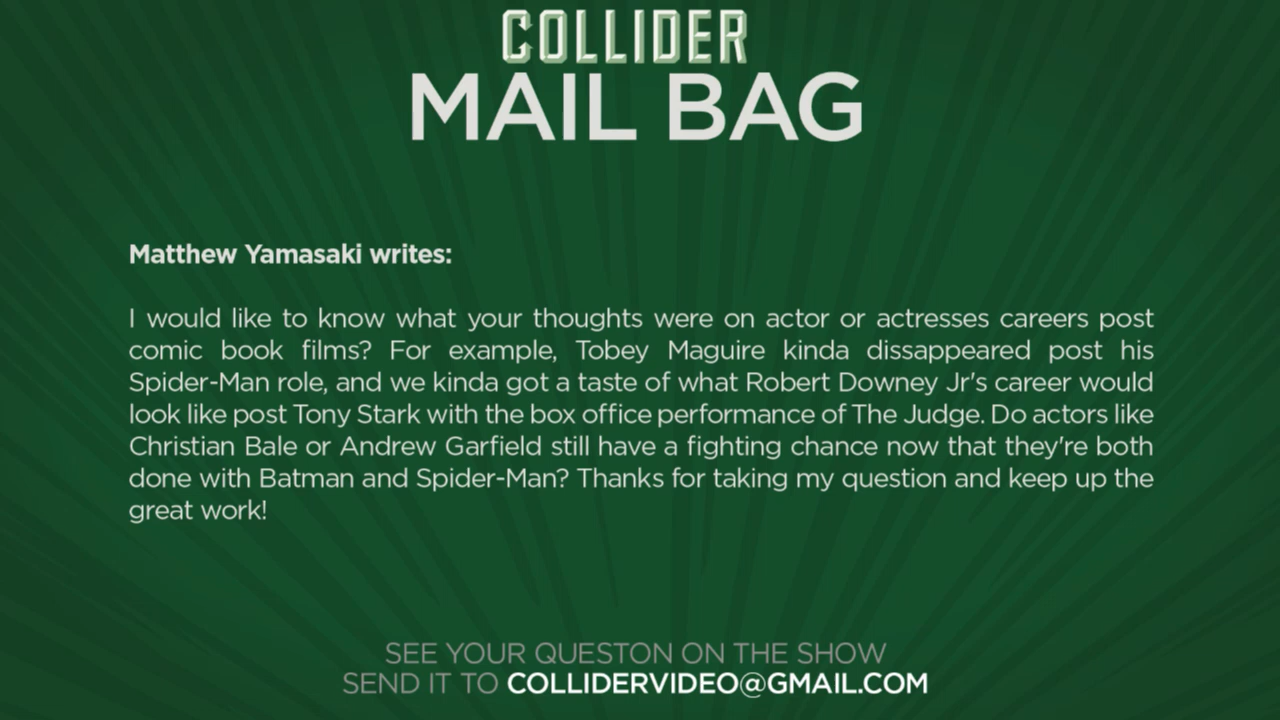 COLLIDER
MAIL BAG
Matthew Yamasaki writes:
I would like to know what your thoughts were on actor or actresses careers post
comic book films? For example, Tobey Maguire kinda dissappeared post his
Spider-Man role, and we kinda got a taste of what Robert Downey Jr's career would
look like post Tony Stark with the box office performance of The Judge. Do actors like
Christian Bale or Andrew Garfield still have a fighting chance now that they're both
done with Batman and Spider-Man? Thanks for taking my question and keep up the
great work!
SEE YOUR QUESTON ON THE SHOW
SEND IT TO COLLIDERVIDEO@GMAIL.COM